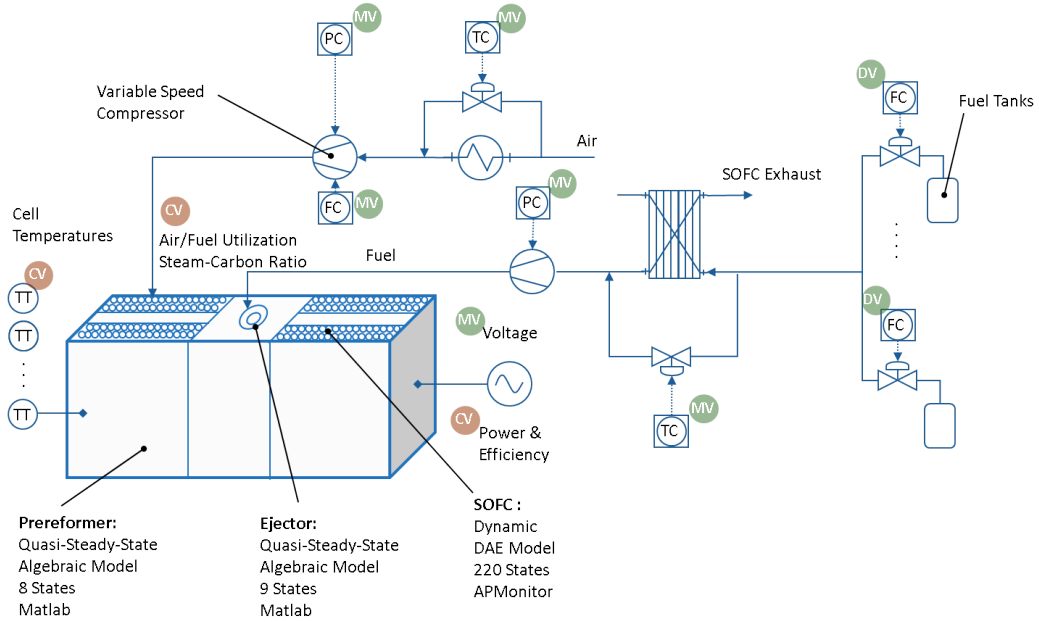 MV
PC
MV
TC
DV
FC
Fuel Tanks
Variable Speed
Compressor
Air
SOFC Exhaust
MV
PC
FC
MV
CV
Cell
Temperatures
Air/Fuel Utilization
Steam-Carbon Ratio
Fuel
CV
TT
TT
TT
MV
Voltage
DV
FC
CV
Power &
Efficiency
MV
TC
Prereformer:
Quasi-Steady-State
Algebraic Model
8 States
Matlab
Ejector:
Quasi-Steady-State
Algebraic Model
9 States
Matlab
SOFC :
Dynamic
DAE Model
220 States
APMonitor